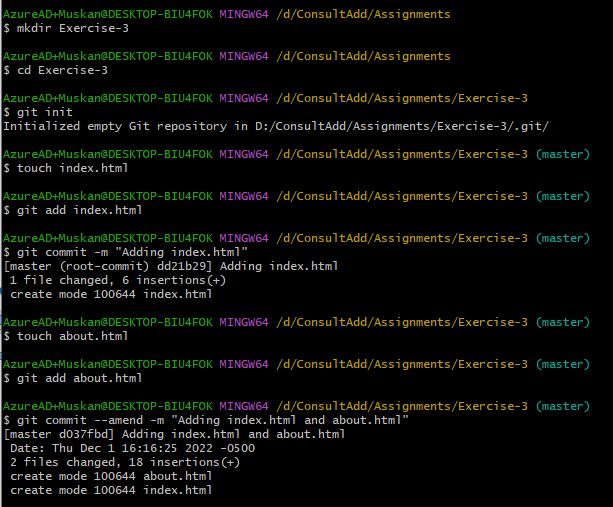 AzureAD+Muskan@DESKTOP-BIU4FOK MINGW64 /d/ConsultAdd/Assignments
$ mkdir Exercise-3
AzureAD+Muskan@DESKTOP-BIU4FOK MINGW64 /d/ConsultAdd/Assignments
$ cd Exercise-3
AzureAD+Muskan@DESKTOP-BIU4FOK MINGW64 /d/ConsultAdd/Assignments/Exercise-3
$ git init
Initialized empty Git repository in D:/ConsultAdd/Assignments/Exercise-3/.git/
AzureAD+Muskan@DESKTOP-BIU4FOK MINGW64 /d/ConsultAdd/Assignments/Exercise-3 (master)
$ touch index.html
AzureAD+Muskan@DESKTOP-BIU4FOK MINGW64 /d/ConsultAdd/Assignments/Exercise-3 (master)
$ git add index.html
AzureAD+Muskan@DESKTOP-BIU4FOK MINGW64 /d/ConsultAdd/Assignments/Exercise-3 (master)
$ git commit -m "Adding index.html"
[master (root-commit) dd21b29] Adding index.html
 1 file changed, 6 insertions(+)
 create mode 100644 index.html
AzureAD+Muskan@DESKTOP-BIU4FOK MINGW64 /d/ConsultAdd/Assignments/Exercise-3 (master)
$ touch about.html
AzureAD+Muskan@DESKTOP-BIU4FOK MINGW64 /d/ConsultAdd/Assignments/Exercise-3 (master)
$ git add about.html
AzureAD+Muskan@DESKTOP-BIU4FOK MINGW64 /d/ConsultAdd/Assignments/Exercise-3 (master)
$ git commit --amend -m "Adding index.html and about.html"
[master d037fbd] Adding index.html and about.html
 Date: Thu Dec 1 16:16:25 2022 -0500
 2 files changed, 18 insertions(+)
 create mode 100644 about.html
 create mode 100644 index.html